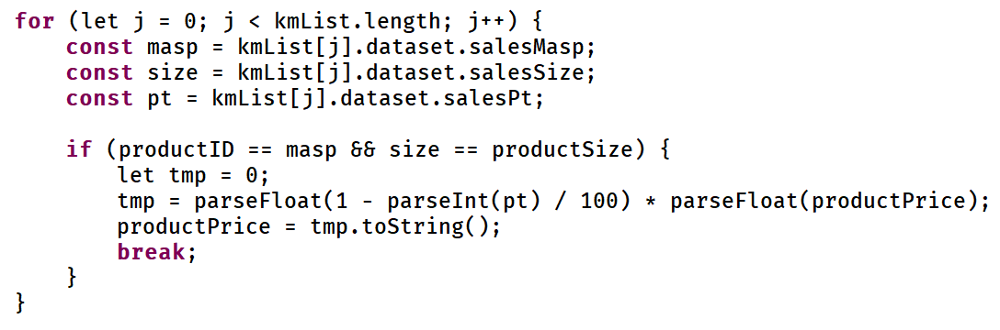 for (let j = 0; j < kmList.length; j++) {
    const masp = kmList[j].dataset.salesMasp;
    const size = kmList[j].dataset.salesSize;
    const pt = kmList[j].dataset.salesPt;

    if (productID == masp && size == productSize) {
        let tmp = 0;
        tmp = parseFloat(1 - parseInt(pt) / 100) * parseFloat(productPrice);
        productPrice = tmp.toString();
        break;
    }
}